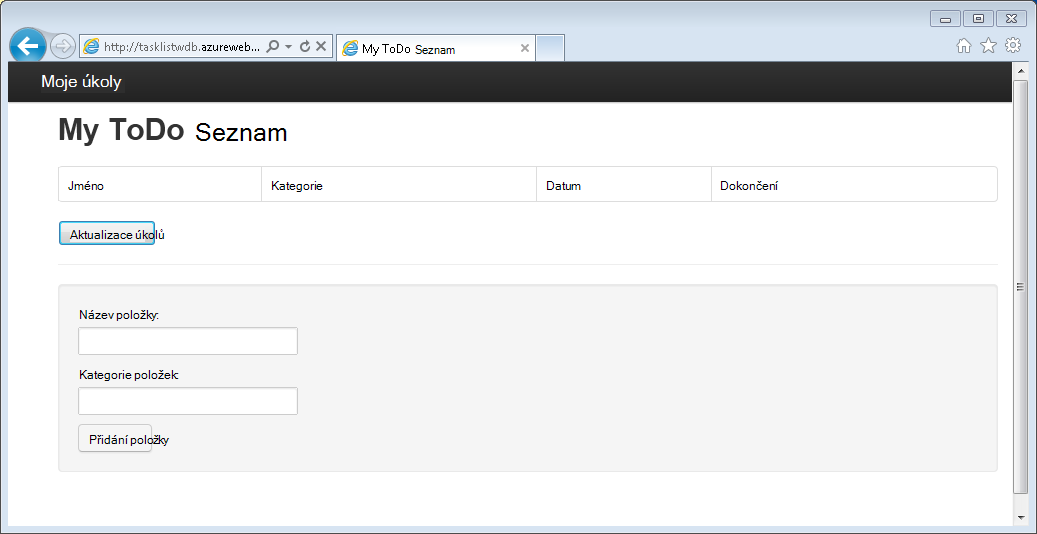 http://tasklistwdb.azureweb...
My ToDo Seznam
Moje úkoly
My ToDo Seznam
Jméno Kategorie Datum Dokončení
Aktualizace úkolů
Název položky:
Kategorie položek:
Přidání položky